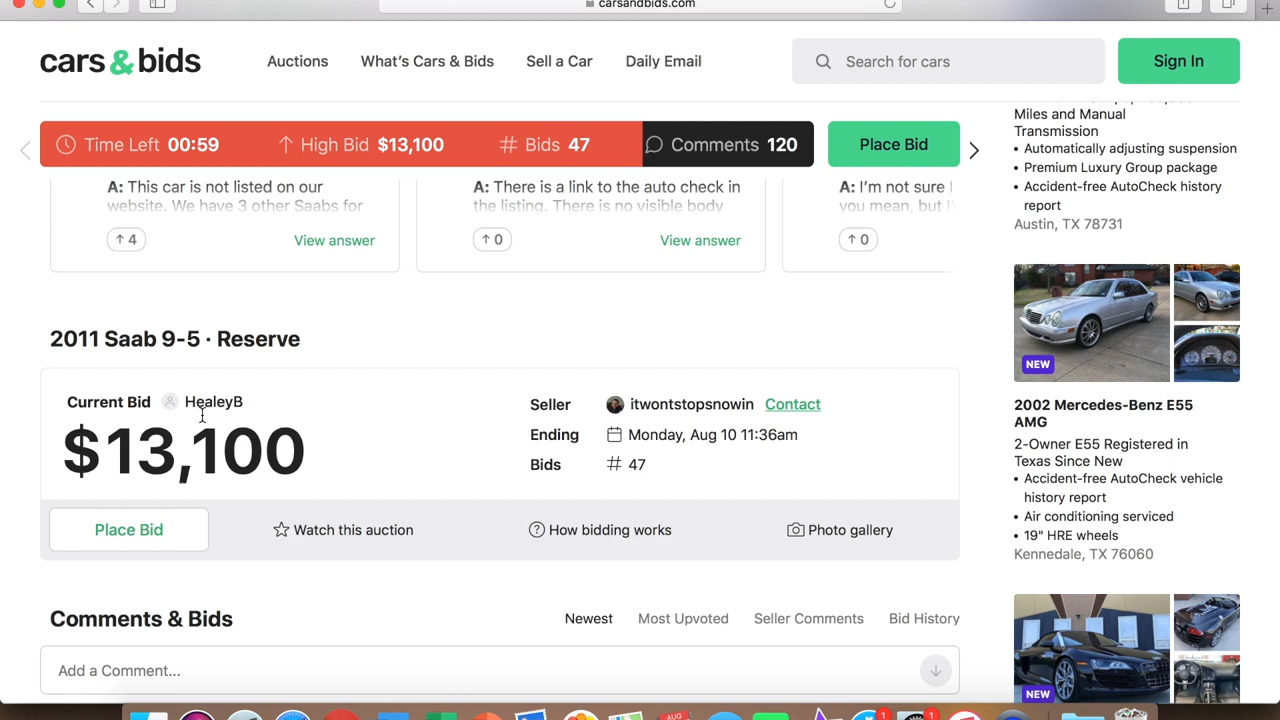 carsandbids.com
cars & bids
Auctions
What's Cars & Bids
Sell a Car
Daily Email
Search for cars
Sign In
Time Left 00:59
High Bid $13,100
# Bids 47
Comments 120
Place Bid
A: This car is not listed on our
website. We have 3 other Saabs for
4
View answer
A: There is a link to the auto check in
the listing. There is no visible body
0
View answer
A: I'm not sure
you mean, but
0
2011 Saab 9-5 · Reserve
Current Bid HealeyB
$13,100
Seller itwontstopsnowin Contact
Ending Monday, Aug 10 11:36am
Bids # 47
Place Bid
Watch this auction
How bidding works
Photo gallery
Comments & Bids
Newest
Most Upvoted
Seller Comments
Bid History
Add a Comment...
Miles and Manual
Transmission
• Automatically adjusting suspension
• Premium Luxury Group package
• Accident-free AutoCheck history
report
Austin, TX 78731
NEW
2002 Mercedes-Benz E55
AMG
2-Owner E55 Registered in
Texas Since New
• Accident-free AutoCheck vehicle
history report
• Air conditioning serviced
• 19" HRE wheels
Kennedale, TX 76060
NEW
AUG
1
1